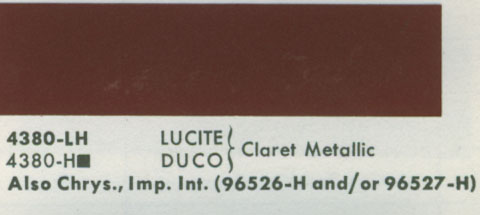 4380-LH LUCITE { Claret Metallic
4380-H■ DUCO
Also Chrys., Imp. Int. (96526-H and/or 96527-H)